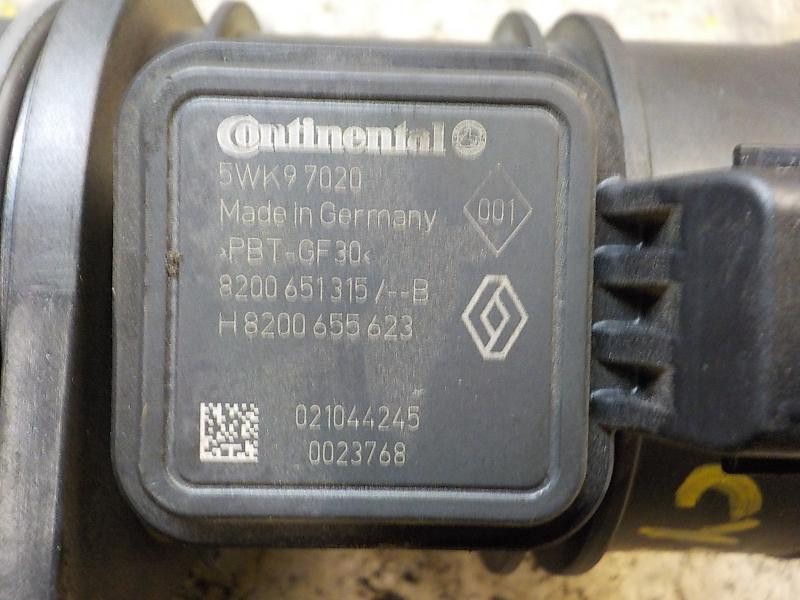 Continental
5WK9 7020
Made in Germany
001
>PBT-GF30<
8200 651 315 /--B
H 8200 655 623
021044245
0023768